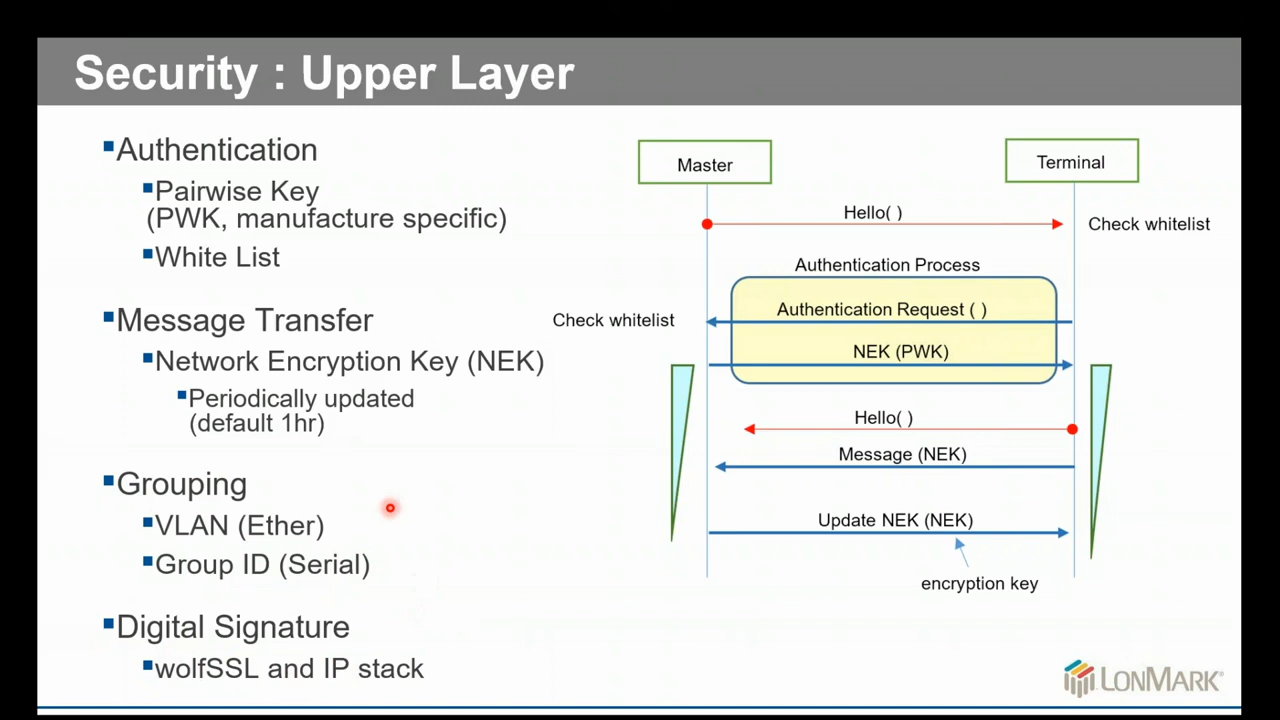 Security : Upper Layer
Authentication
Pairwise Key
(PWK, manufacture specific)
White List
Message Transfer
Network Encryption Key (NEK)
Periodically updated
(default 1hr)
Grouping
VLAN (Ether)
Group ID (Serial)
Digital Signature
wolfSSL and IP stack
Master
Terminal
Hello( )
Check whitelist
Authentication Process
Authentication Request ( )
Check whitelist
NEK (PWK)
Hello( )
Message (NEK)
Update NEK (NEK)
encryption key
LONMARK®